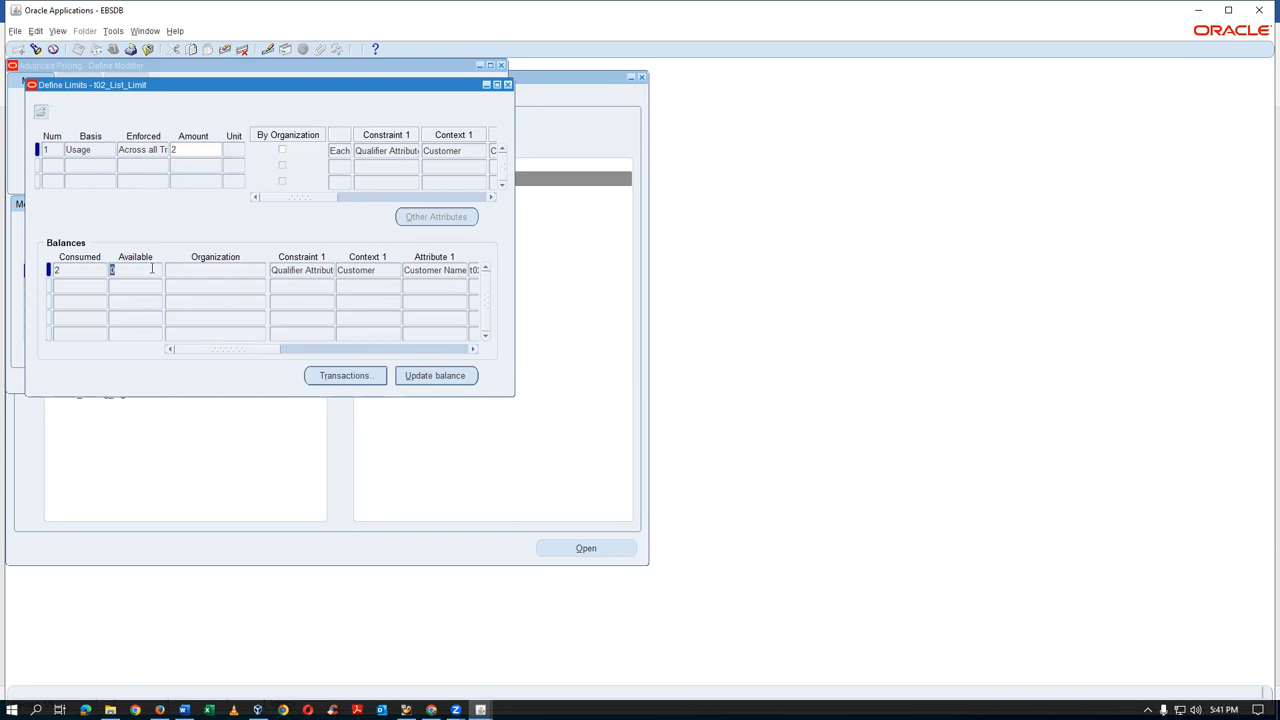 Oracle Applications - EBSDB
File Edit View Folder Tools Window Help
ORACLE
Advanced Pricing - Define Modifier
Define Limits - t02_List_Limit
Num Basis Enforced Amount Unit By Organization Constraint 1 Context 1
1 Usage Across all Tr 2 Each Qualifier Attribut Customer
Other Attributes
Balances
Consumed Available Organization Constraint 1 Context 1 Attribute 1
2 0 Qualifier Attribut Customer Customer Name t02
Transactions.. Update balance
Open
5:41 PM